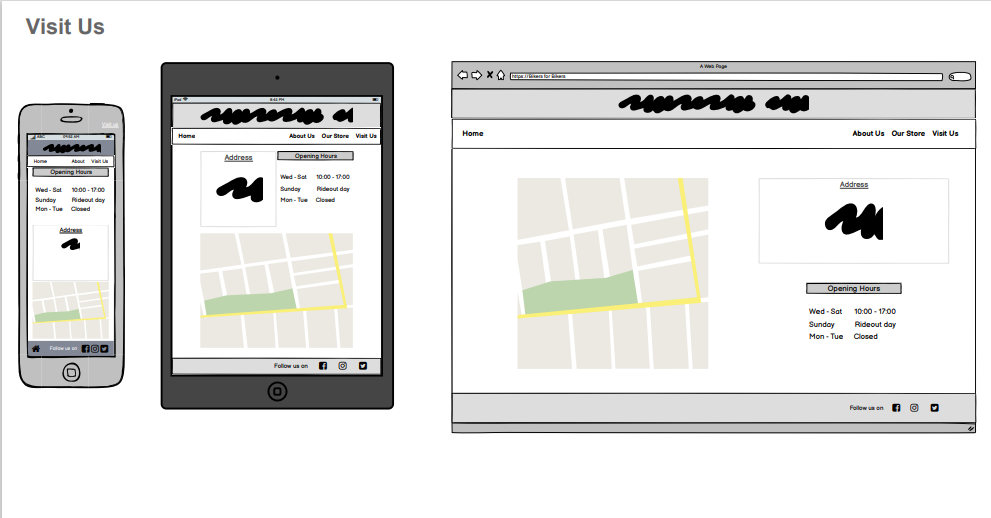 Visit Us
Visit us
ABC
Home About Visit Us
Opening Hours
Wed - Sat 10:00 - 17:00
Sunday Rideout day
Mon - Tue Closed
Address
Follow us on
iPad 9:42 PM
Home About Us Our Store Visit Us
Address
Opening Hours
Wed - Sat 10:00 - 17:00
Sunday Rideout day
Mon - Tue Closed
Follow us on
A Web Page
https://Bikers for Bikers
Home About Us Our Store Visit Us
Address
Opening Hours
Wed - Sat 10:00 - 17:00
Sunday Rideout day
Mon - Tue Closed
Follow us on